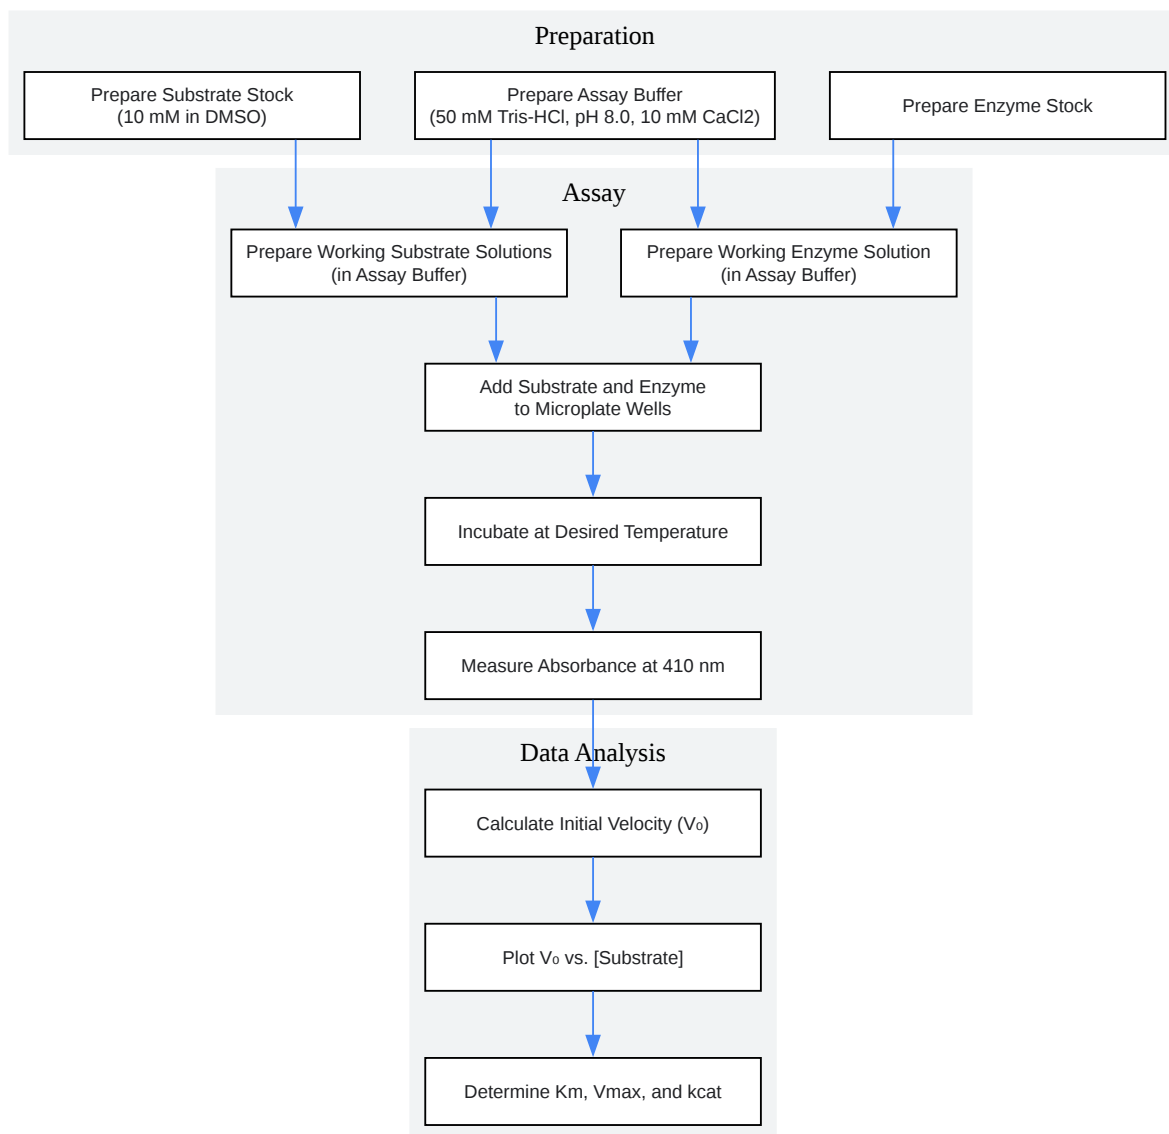 Preparation
Prepare Substrate Stock
(10 mM in DMSO)
Prepare Assay Buffer
(50 mM Tris-HCl, pH 8.0, 10 mM CaCl2)
Prepare Enzyme Stock
Assay
Prepare Working Substrate Solutions
(in Assay Buffer)
Prepare Working Enzyme Solution
(in Assay Buffer)
Add Substrate and Enzyme
to Microplate Wells
Incubate at Desired Temperature
Measure Absorbance at 410 nm
Data Analysis
Calculate Initial Velocity (V₀)
Plot V₀ vs. [Substrate]
Determine Km, Vmax, and kcat